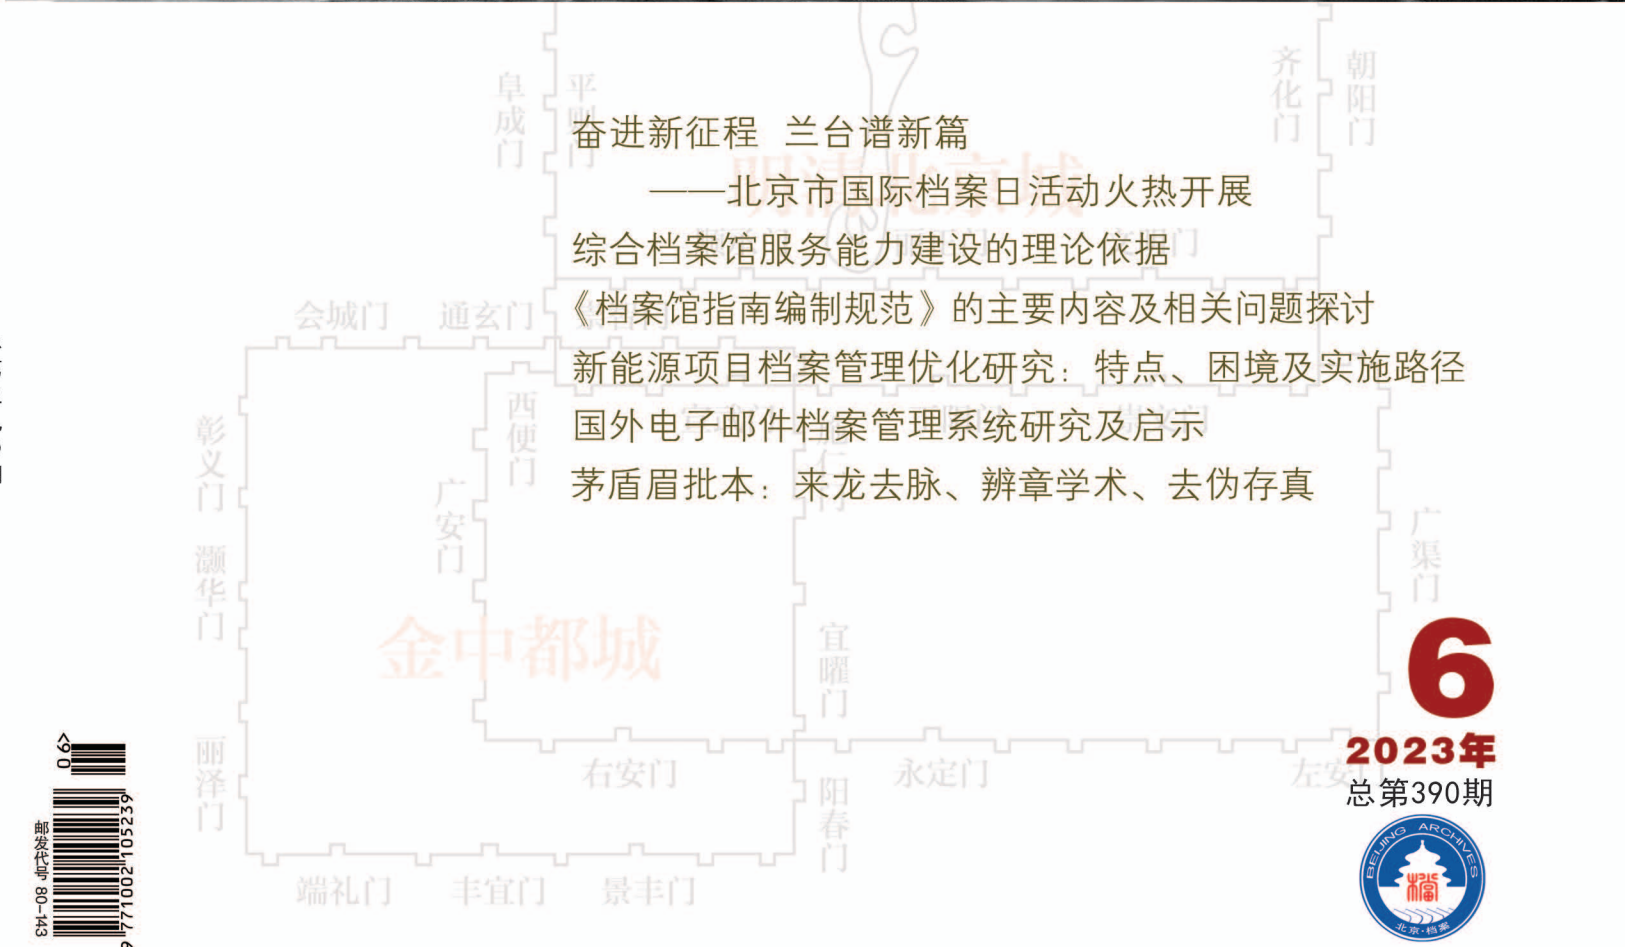 阜成门
平则门
齐化门
朝阳门
奋进新征程 兰台谱新篇
明清北京城
——北京市国际档案日活动火热开展
综合档案馆服务能力建设的理论依据
会城门
通玄门
《档案馆指南编制规范》的主要内容及相关问题探讨
新能源项目档案管理优化研究：特点、困境及实施路径
西便门
国外电子邮件档案管理系统研究及启示
彰义门
茅盾眉批本：来龙去脉、辨章学术、去伪存真
广安门
广渠门
灏华门
金中都城
宜曜门
6
2023年
总第390期
丽泽门
右安门
永定门
阳春门
端礼门
丰宜门
景丰门
BEIJING ARCHIVES
檔
北京·档案
06>
9 771002 105239
邮发代号 80-143